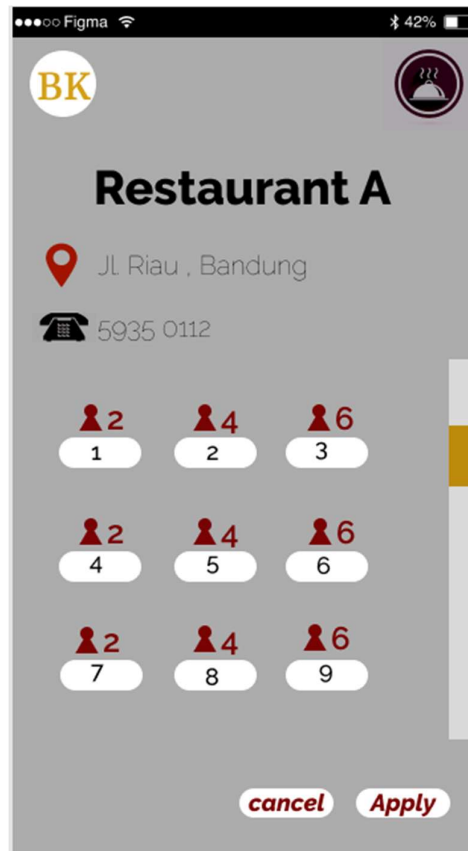 Figma 42%
BK
Restaurant A
Jl. Riau , Bandung
5935 0112
2 4 6
1 2 3
2 4 6
4 5 6
2 4 6
7 8 9
cancel Apply